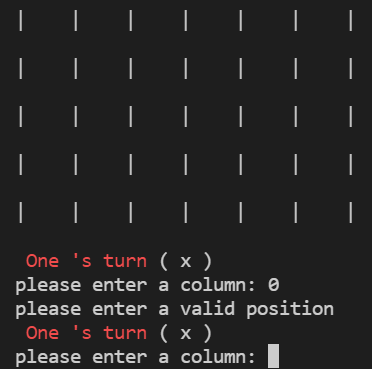 |    |    |    |    |    |    |
|    |    |    |    |    |    |
|    |    |    |    |    |    |
|    |    |    |    |    |    |
|    |    |    |    |    |    |
One 's turn ( x )
please enter a column: 0
please enter a valid position
One 's turn ( x )
please enter a column: